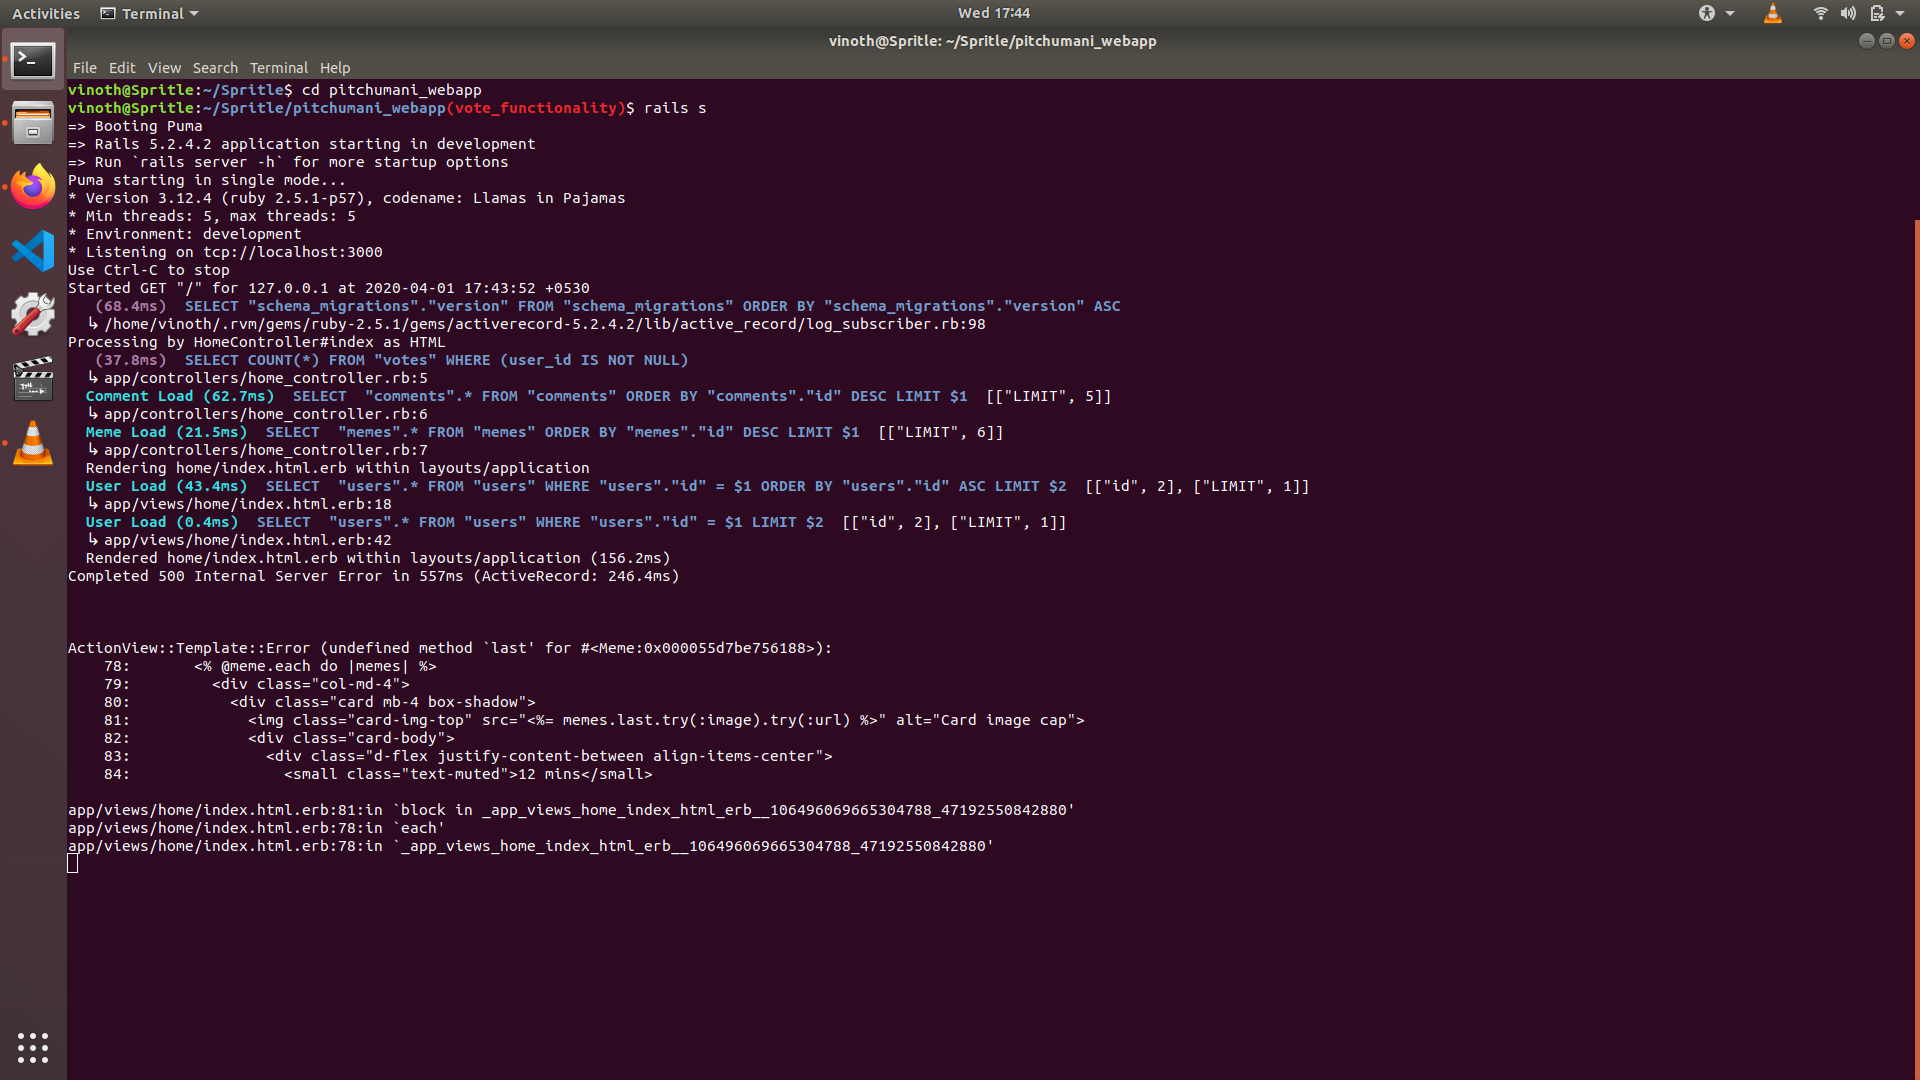 Activities Terminal Wed 17:44
vinoth@Spritle: ~/Spritle/pitchumani_webapp
File Edit View Search Terminal Help
vinoth@Spritle:~/Spritle$ cd pitchumani_webapp
vinoth@Spritle:~/Spritle/pitchumani_webapp(vote_functionality)$ rails s
=> Booting Puma
=> Rails 5.2.4.2 application starting in development
=> Run `rails server -h` for more startup options
Puma starting in single mode...
* Version 3.12.4 (ruby 2.5.1-p57), codename: Llamas in Pajamas
* Min threads: 5, max threads: 5
* Environment: development
* Listening on tcp://localhost:3000
Use Ctrl-C to stop
Started GET "/" for 127.0.0.1 at 2020-04-01 17:43:52 +0530
   (68.4ms)  SELECT "schema_migrations"."version" FROM "schema_migrations" ORDER BY "schema_migrations"."version" ASC
  ↳ /home/vinoth/.rvm/gems/ruby-2.5.1/gems/activerecord-5.2.4.2/lib/active_record/log_subscriber.rb:98
Processing by HomeController#index as HTML
   (37.8ms)  SELECT COUNT(*) FROM "votes" WHERE (user_id IS NOT NULL)
  ↳ app/controllers/home_controller.rb:5
  Comment Load (62.7ms)  SELECT  "comments".* FROM "comments" ORDER BY "comments"."id" DESC LIMIT $1  [["LIMIT", 5]]
  ↳ app/controllers/home_controller.rb:6
  Meme Load (21.5ms)  SELECT  "memes".* FROM "memes" ORDER BY "memes"."id" DESC LIMIT $1  [["LIMIT", 6]]
  ↳ app/controllers/home_controller.rb:7
  Rendering home/index.html.erb within layouts/application
  User Load (43.4ms)  SELECT  "users".* FROM "users" WHERE "users"."id" = $1 ORDER BY "users"."id" ASC LIMIT $2  [["id", 2], ["LIMIT", 1]]
  ↳ app/views/home/index.html.erb:18
  User Load (0.4ms)  SELECT  "users".* FROM "users" WHERE "users"."id" = $1 LIMIT $2  [["id", 2], ["LIMIT", 1]]
  ↳ app/views/home/index.html.erb:42
  Rendered home/index.html.erb within layouts/application (156.2ms)
Completed 500 Internal Server Error in 557ms (ActiveRecord: 246.4ms)
ActionView::Template::Error (undefined method `last' for #<Meme:0x000055d7be756188>):
    78:       <% @meme.each do |memes| %>
    79:         <div class="col-md-4">
    80:           <div class="card mb-4 box-shadow">
    81:             <img class="card-img-top" src="<%= memes.last.try(:image).try(:url) %>" alt="Card image cap">
    82:             <div class="card-body">
    83:               <div class="d-flex justify-content-between align-items-center">
    84:                 <small class="text-muted">12 mins</small>
app/views/home/index.html.erb:81:in `block in _app_views_home_index_html_erb__106496069665304788_47192550842880'
app/views/home/index.html.erb:78:in `each'
app/views/home/index.html.erb:78:in `_app_views_home_index_html_erb__106496069665304788_47192550842880'